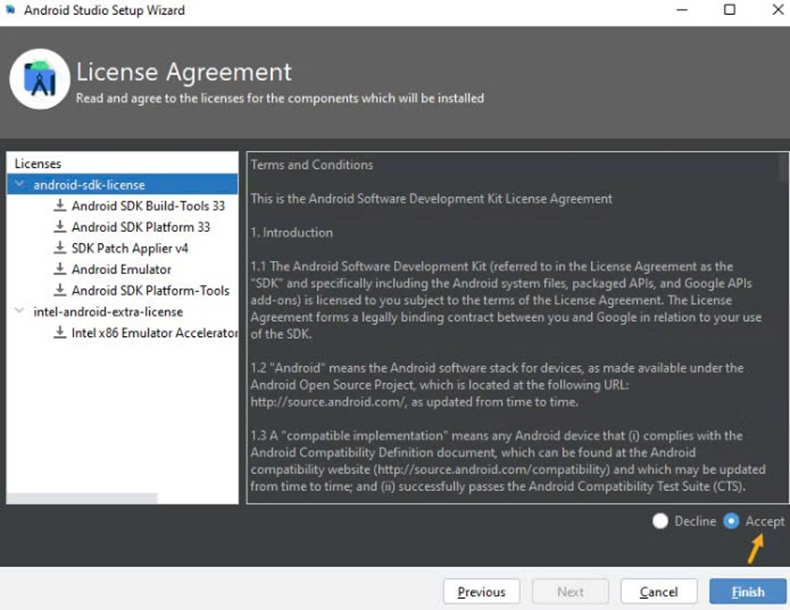 Android Studio Setup Wizard
License Agreement
Read and agree to the licenses for the components which will be installed
Licenses
android-sdk-license
Android SDK Build-Tools 33
Android SDK Platform 33
SDK Patch Applier v4
Android Emulator
Android SDK Platform-Tools
intel-android-extra-license
Intel x86 Emulator Accelerator
Terms and Conditions
This is the Android Software Development Kit License Agreement
1. Introduction
1.1 The Android Software Development Kit (referred to in the License Agreement as the
"SDK" and specifically including the Android system files, packaged APIs, and Google APIs
add-ons) is licensed to you subject to the terms of the License Agreement. The License
Agreement forms a legally binding contract between you and Google in relation to your use
of the SDK.
1.2 "Android" means the Android software stack for devices, as made available under the
Android Open Source Project, which is located at the following URL:
http://source.android.com/, as updated from time to time.
1.3 A "compatible implementation" means any Android device that (i) complies with the
Android Compatibility Definition document, which can be found at the Android
compatibility website (http://source.android.com/compatibility) and which may be updated
from time to time; and (ii) successfully passes the Android Compatibility Test Suite (CTS).
Decline Accept
Previous Next Cancel Finish